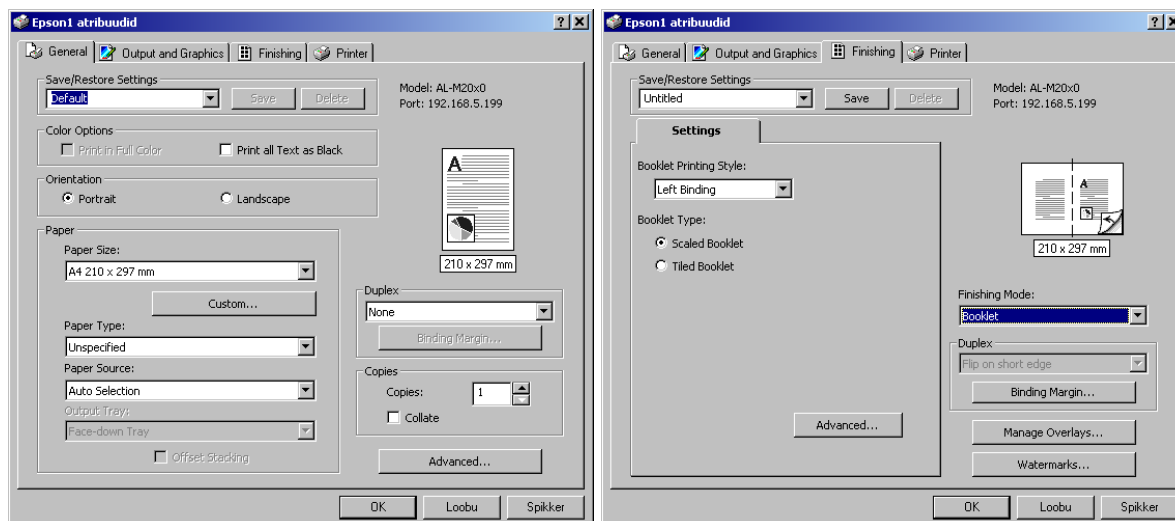 Epson1 atribuudid
General
Output and Graphics
Finishing
Printer
Save/Restore Settings
Default
Save
Delete
Model: AL-M20x0
Port: 192.168.5.199
Color Options
Print in Full Color
Print all Text as Black
Orientation
Portrait
Landscape
A
210 x 297 mm
Paper
Paper Size:
A4 210 x 297 mm
Custom...
Paper Type:
Unspecified
Paper Source:
Auto Selection
Output Tray:
Face-down Tray
Offset Stacking
Duplex
None
Binding Margin...
Copies
Copies:
1
Collate
Advanced...
OK
Loobu
Spikker
Epson1 atribuudid
General
Output and Graphics
Finishing
Printer
Save/Restore Settings
Untitled
Save
Delete
Model: AL-M20x0
Port: 192.168.5.199
Settings
Booklet Printing Style:
Left Binding
Booklet Type:
Scaled Booklet
Tiled Booklet
Advanced...
A
210 x 297 mm
Finishing Mode:
Booklet
Duplex
Flip on short edge
Binding Margin...
Manage Overlays...
Watermarks...
OK
Loobu
Spikker